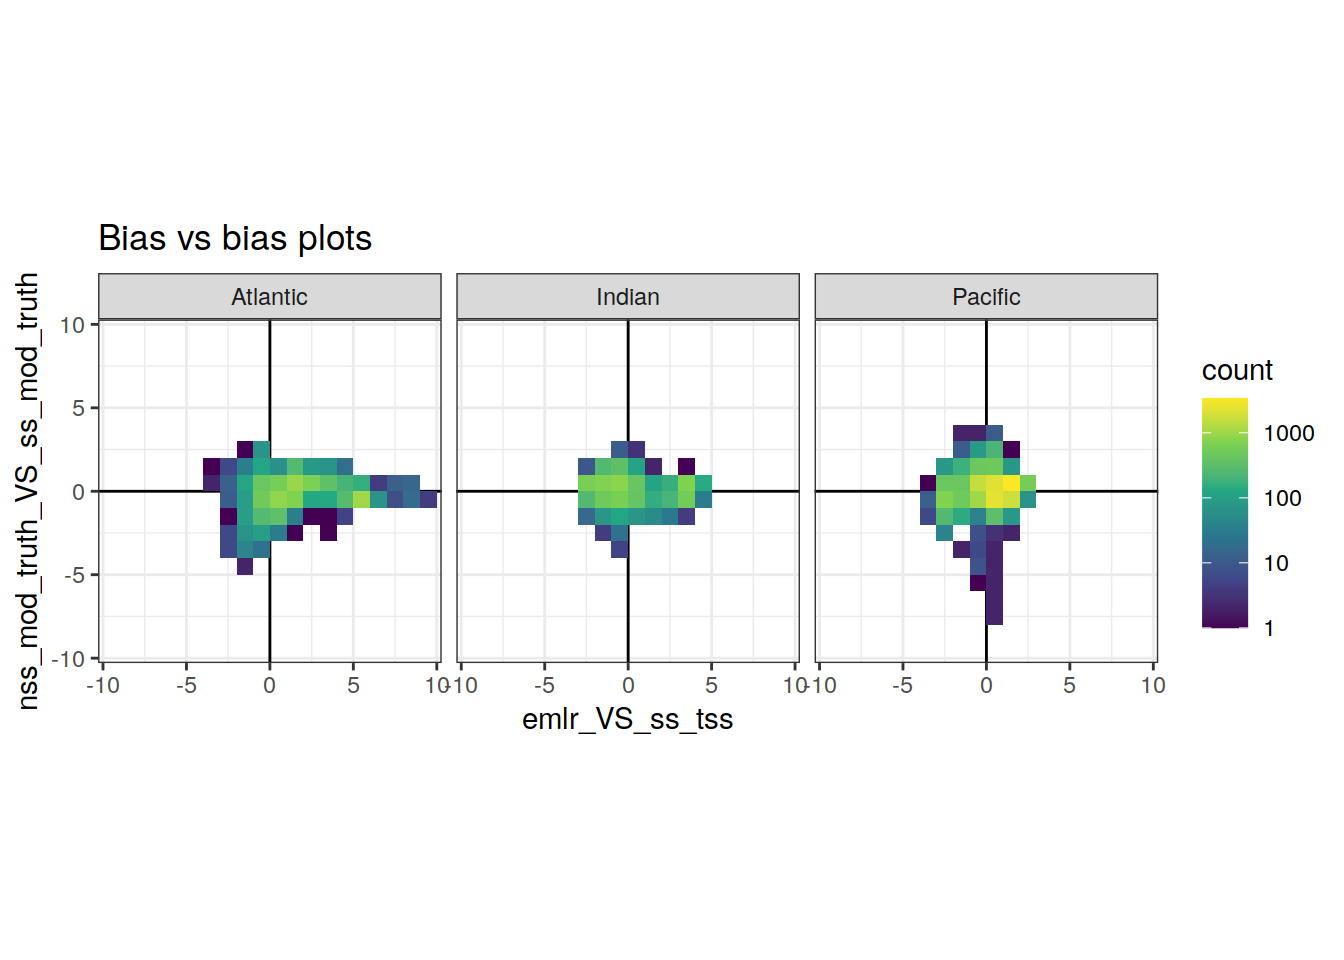 Bias vs bias plots
Atlantic
Indian
Pacific
nss_mod_truth_VS_ss_mod_truth
10
5
0
-5
-10
-10 -5 0 5 10
-10 -5 0 5 10
-10 -5 0 5 10
emlr_VS_ss_tss
count
1000
100
10
1